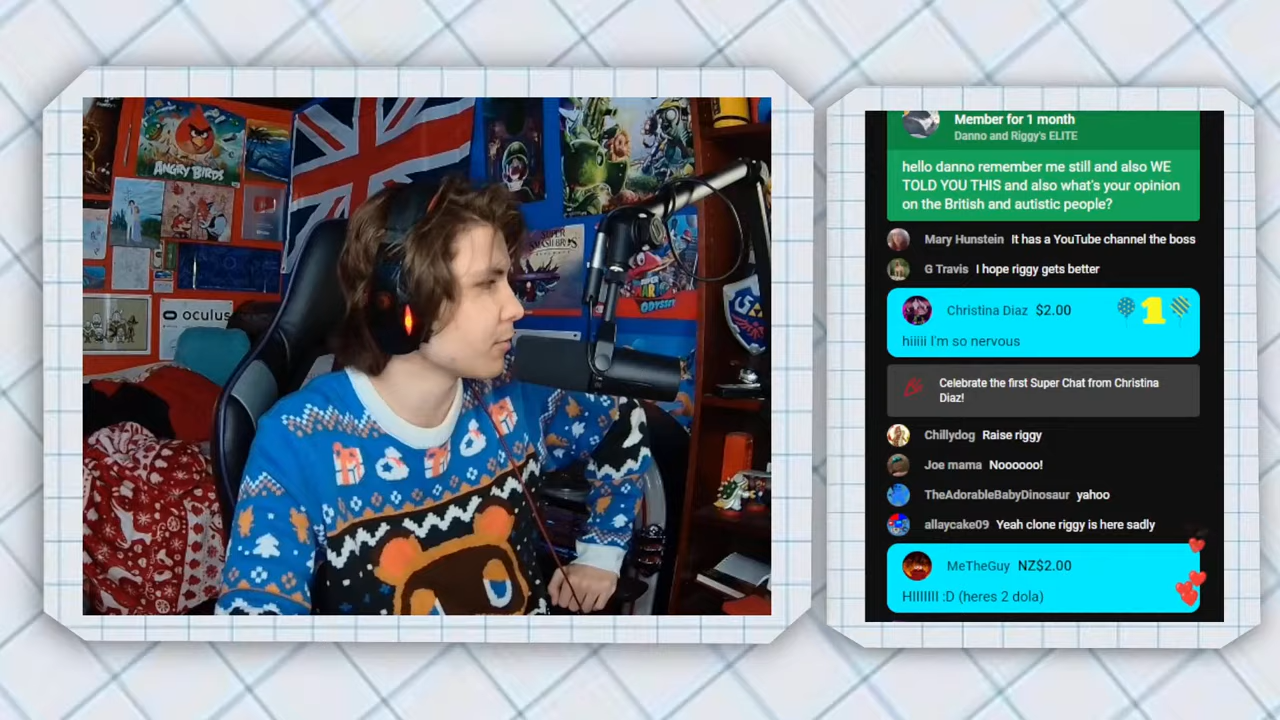 ANGRY BIRDS
oculus
SUPER
SMASH BROS
SUPER
MARIO
ODYSSEY
Member for 1 month
Danno and Riggy's ELITE
hello danno remember me still and also WE
TOLD YOU THIS and also what's your opinion
on the British and autistic people?
Mary Hunstein It has a YouTube channel the boss
G Travis I hope riggy gets better
Christina Diaz $2.00
1
hiiiii I'm so nervous
Celebrate the first Super Chat from Christina
Diaz!
Chillydog Raise riggy
Joe mama Noooooo!
TheAdorableBabyDinosaur yahoo
allaycake09 Yeah clone riggy is here sadly
MeTheGuy NZ$2.00
HIIIIIII :D (heres 2 dola)